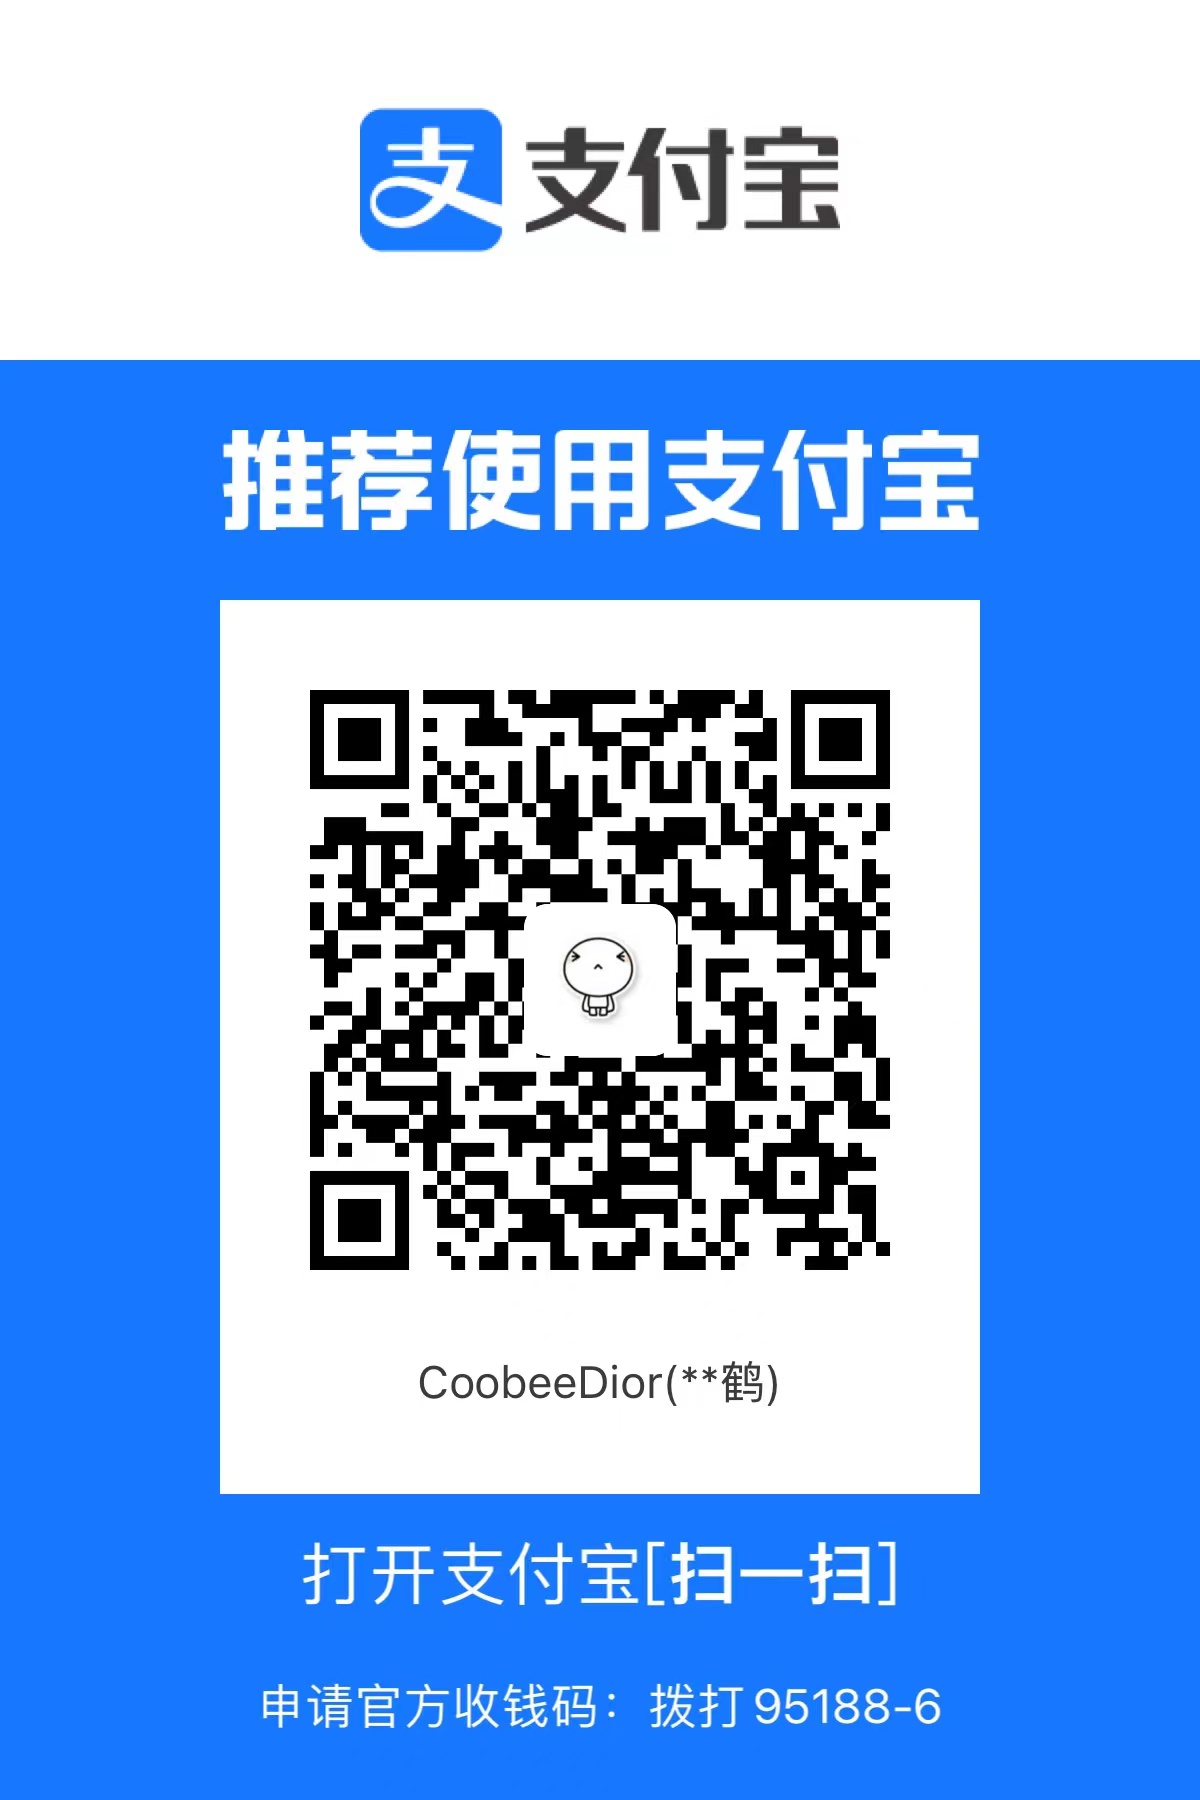 支 支付宝
推荐使用支付宝
CoobeeDior(**鹤)
打开支付宝[扫一扫]
申请官方收钱码：拨打 95188-6